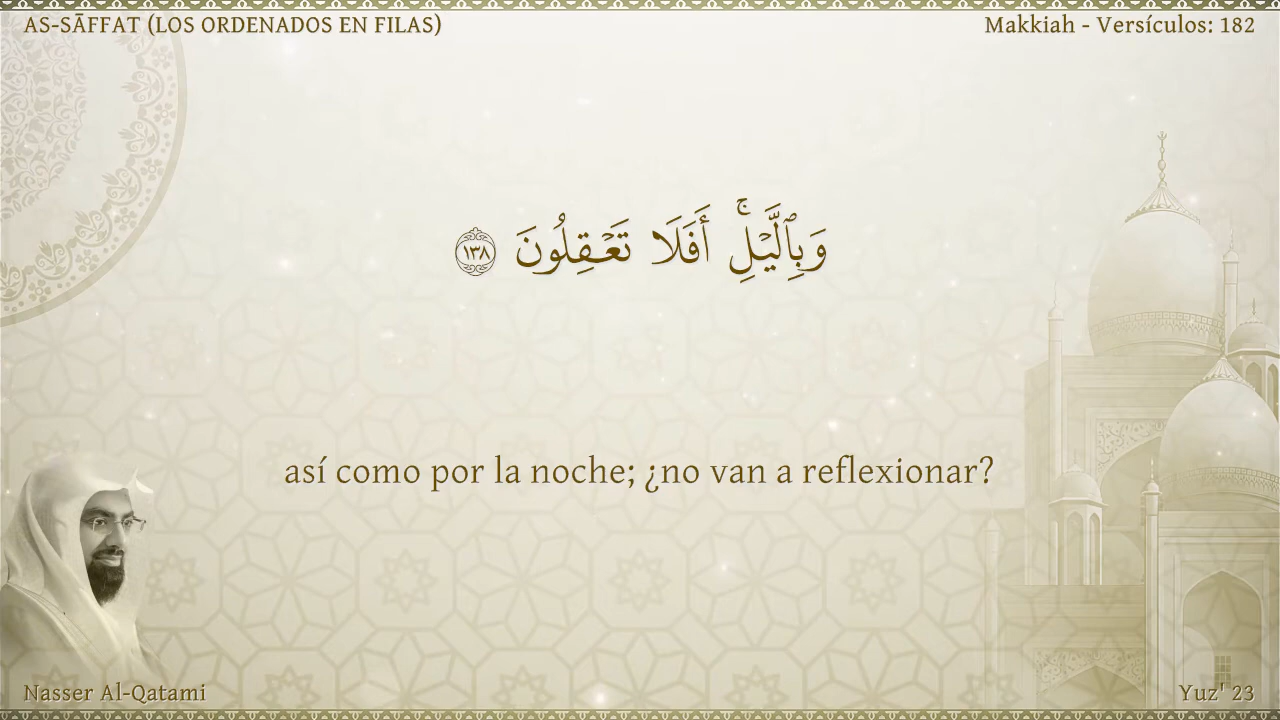 AS-SĀFFAT (LOS ORDENADOS EN FILAS)
Makkiah - Versículos: 182
وَبِٱلَّيۡلِۚ أَفَلَا تَعۡقِلُونَ ١٣٨
así como por la noche; ¿no van a reflexionar?
Nasser Al-Qatami
Yuz' 23